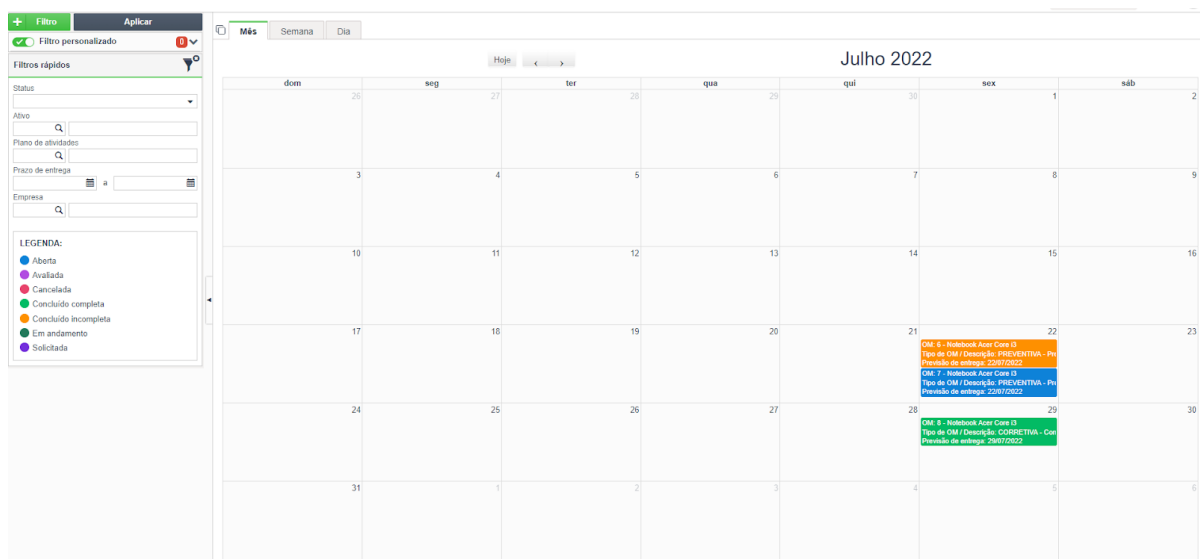 + Filtro
Aplicar
Filtro personalizado 0
Filtros rápidos
Status
Ativo
Plano de atividades
Prazo de entrega
a
Empresa
LEGENDA:
Aberta
Avaliada
Cancelada
Concluído completa
Concluído incompleta
Em andamento
Solicitada
Mês Semana Dia
Hoje ‹ ›
Julho 2022
dom seg ter qua qui sex sáb
26 27 28 29 30 1 2
3 4 5 6 7 8 9
10 11 12 13 14 15 16
17 18 19 20 21 22 23
OM: 6 - Notebook Acer Core i3
Tipo de OM / Descrição: PREVENTIVA - Pre
Previsão de entrega: 22/07/2022
OM: 7 - Notebook Acer Core i3
Tipo de OM / Descrição: PREVENTIVA - Pre
Previsão de entrega: 22/07/2022
24 25 26 27 28 29 30
OM: 8 - Notebook Acer Core i3
Tipo de OM / Descrição: CORRETIVA - Con
Previsão de entrega: 29/07/2022
31 1 2 3 4 5 6